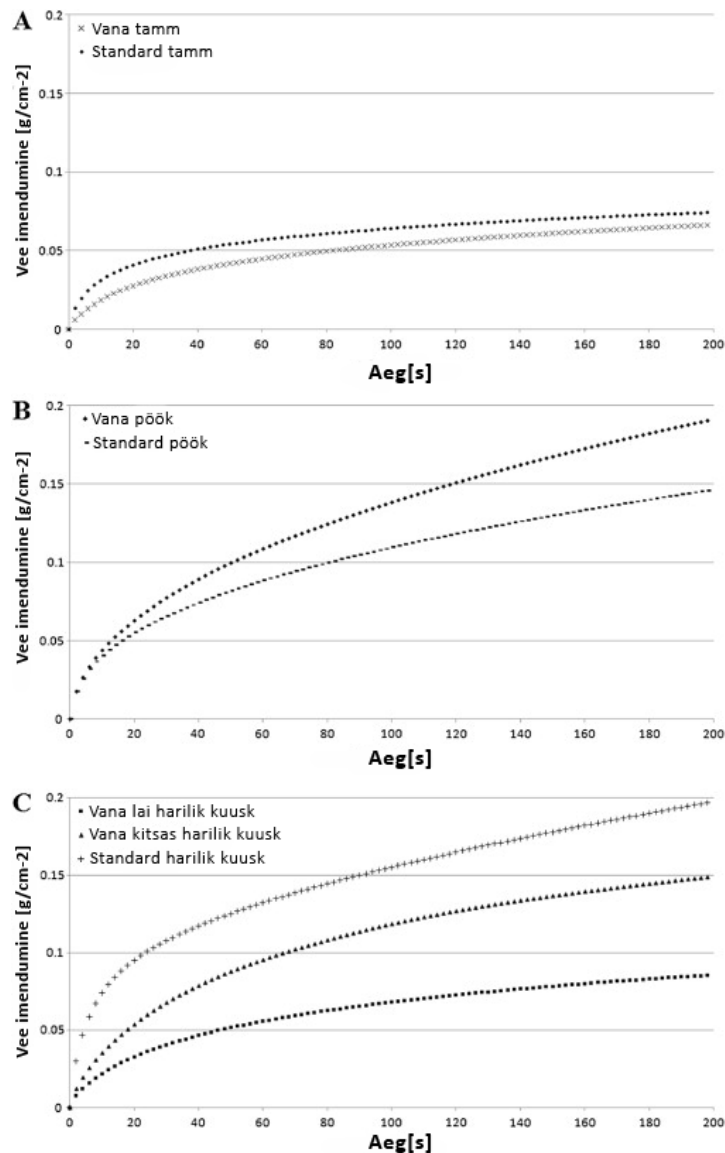 A
Vana tamm
Standard tamm
Vee imendumine [g/cm-2]
0.2
0.15
0.1
0.05
0
0 20 40 60 80 100 120 140 160 180 200
Aeg[s]
B
Vana pöök
Standard pöök
Vee imendumine [g/cm-2]
0.2
0.15
0.1
0.05
0
0 20 40 60 80 100 120 140 160 180 200
Aeg[s]
C
Vana lai harilik kuusk
Vana kitsas harilik kuusk
Standard harilik kuusk
Vee imendumine [g/cm-2]
0.2
0.15
0.1
0.05
0
0 20 40 60 80 100 120 140 160 180 200
Aeg[s]